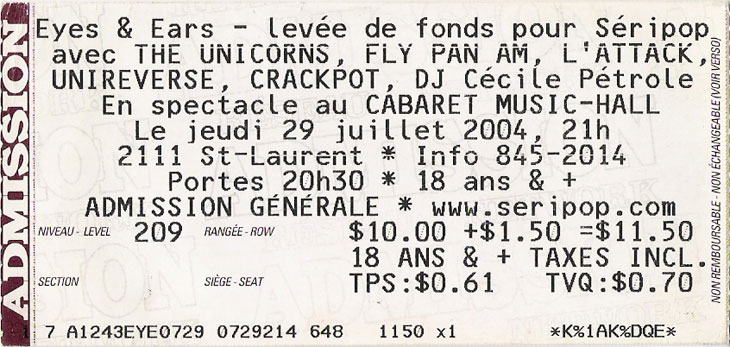 ADMISSION
Eyes & Ears - levée de fonds pour Séripop
avec THE UNICORNS, FLY PAN AM, L'ATTACK,
UNIREVERSE, CRACKPOT, DJ Cécile Pétrole
En spectacle au CABARET MUSIC-HALL
Le jeudi 29 juillet 2004, 21h
2111 St-Laurent * Info 845-2014
Portes 20h30 * 18 ans & +
ADMISSION GÉNÉRALE * www.seripop.com
NIVEAU - LEVEL 209 RANGÉE - ROW $10.00 +$1.50 =$11.50
18 ANS & + TAXES INCL.
SECTION SIÈGE - SEAT TPS:$0.61 TVQ:$0.70
7 A1243EYE0729 0729214 648 1150 x1 *K%1AK%DQE*
NON REMBOURSABLE - NON ÉCHANGEABLE (VOIR VERSO)